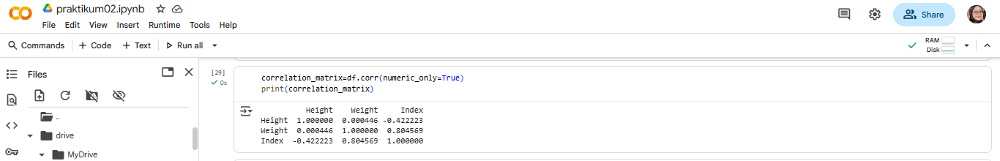 praktikum02.ipynb
File Edit View Insert Runtime Tools Help
Share
Commands + Code + Text Run all
RAM
Disk
Files
..
drive
MyDrive
[29]
0s
correlation_matrix=df.corr(numeric_only=True)
print(correlation_matrix)
Height Weight Index
Height 1.000000 0.000446 -0.422223
Weight 0.000446 1.000000 0.804569
Index -0.422223 0.804569 1.000000